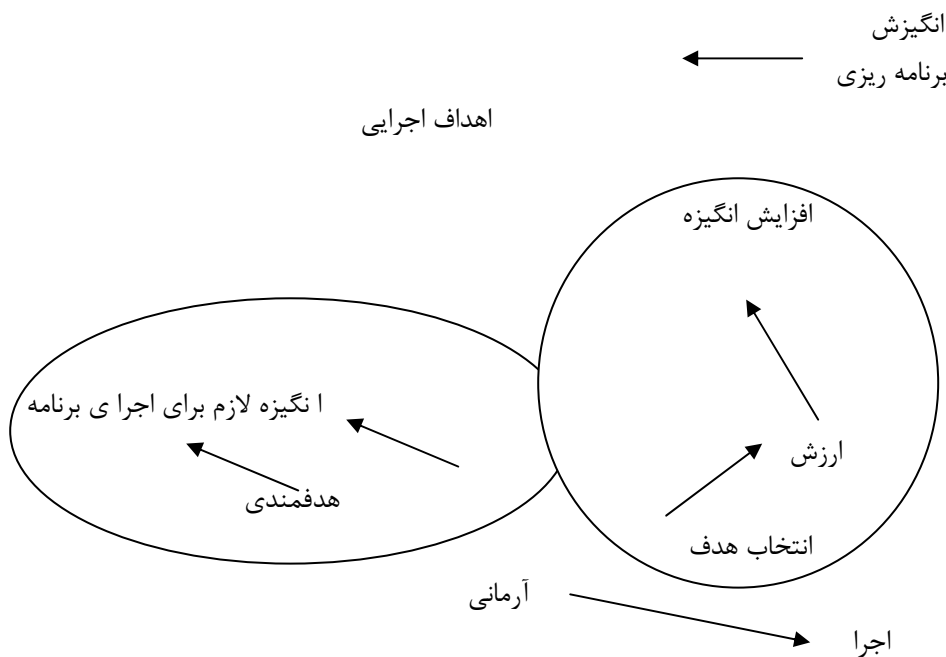 انگیزش
برنامه ریزی
اهداف اجرایی
افزایش انگیزه
ا نگیزه لازم برای اجرا ی برنامه
ارزش
هدفمندی
انتخاب هدف
آرمانی
اجرا